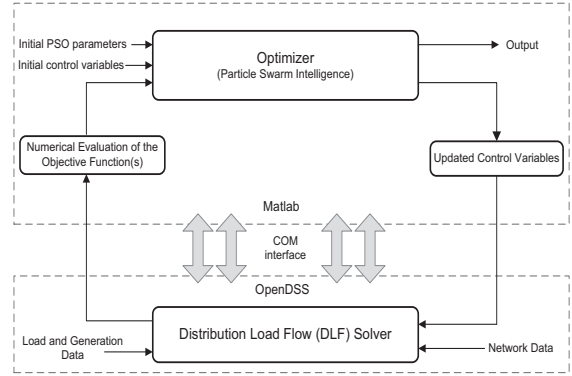 Initial PSO parameters
Initial control variables
Optimizer
(Particle Swarm Intelligence)
Output
Numerical Evaluation of the
Objective Function(s)
Updated Control Variables
Matlab
COM
interface
OpenDSS
Distribution Load Flow (DLF) Solver
Load and Generation
Data
Network Data